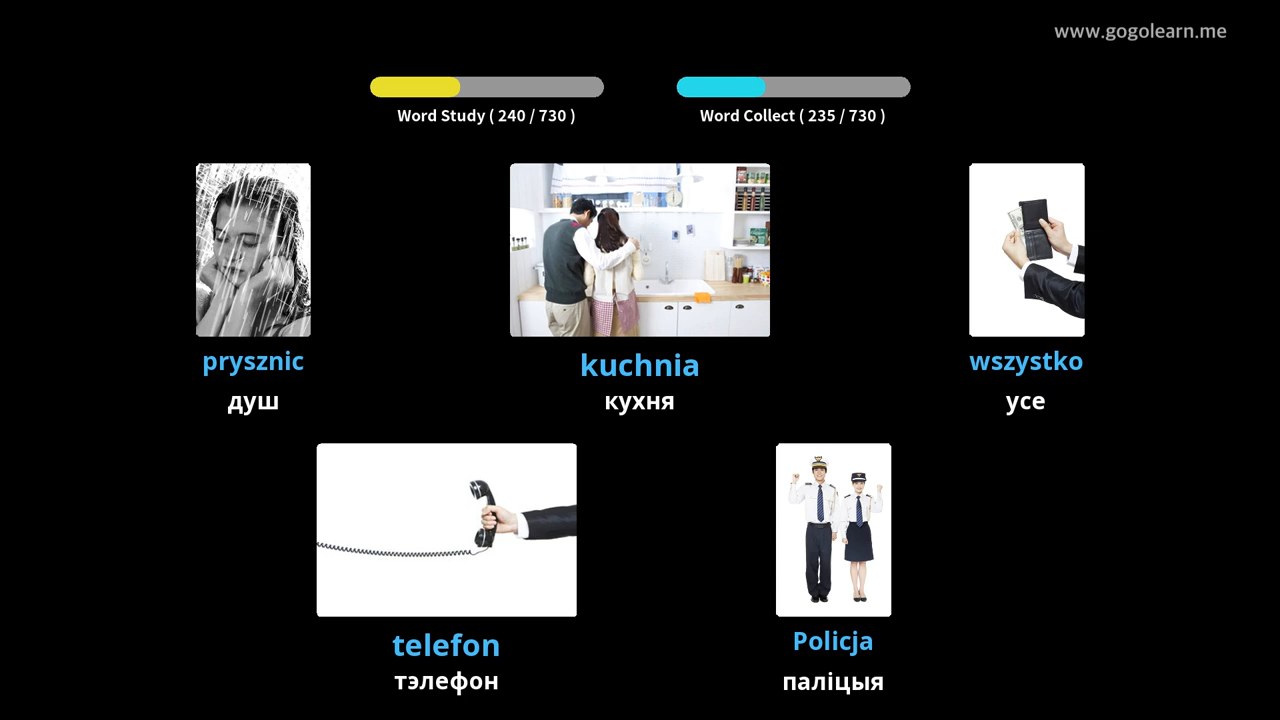 www.gogolearn.me
Word Study ( 240 / 730 )
Word Collect ( 235 / 730 )
prysznic
душ
kuchnia
кухня
wszystko
усе
telefon
тэлефон
Policja
паліцыя